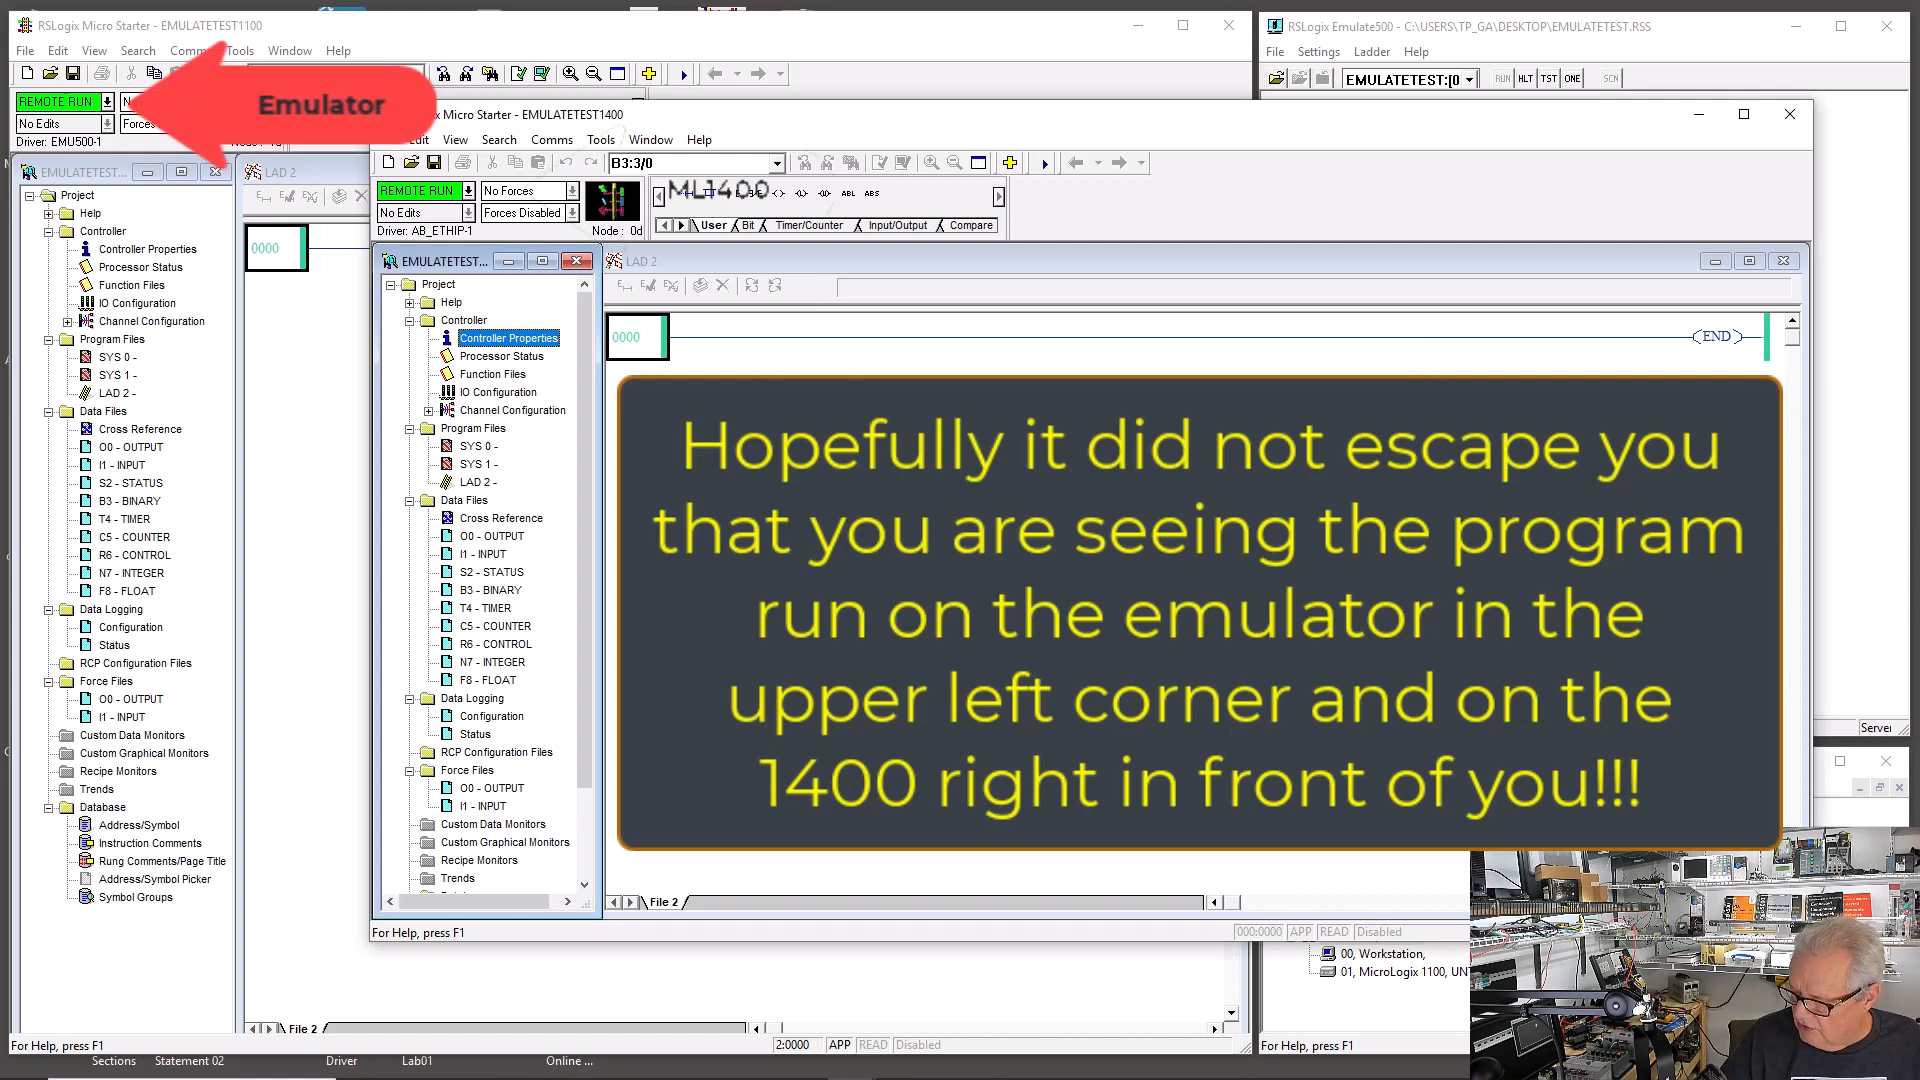 RSLogix Micro Starter - EMULATETEST1100
File Edit View Search Comms Tools Window Help
REMOTE RUN
No Edits
Forces
Driver: EMU500-1
Emulator
EMULATETEST...
LAD 2
Project
Help
Controller
Controller Properties
Processor Status
Function Files
IO Configuration
Channel Configuration
Program Files
SYS 0 -
SYS 1 -
LAD 2 -
Data Files
Cross Reference
O0 - OUTPUT
I1 - INPUT
S2 - STATUS
B3 - BINARY
T4 - TIMER
C5 - COUNTER
R6 - CONTROL
N7 - INTEGER
F8 - FLOAT
Data Logging
Configuration
Status
RCP Configuration Files
Force Files
O0 - OUTPUT
I1 - INPUT
Custom Data Monitors
Custom Graphical Monitors
Recipe Monitors
Trends
Database
Address/Symbol
Instruction Comments
Rung Comments/Page Title
Address/Symbol Picker
Symbol Groups
0000
File 2
For Help, press F1
2:0000 APP READ Disabled
Sections Statement 02 Driver Lab01 Online ...
RSLogix Emulate500 - C:\USERS\TP_GA\DESKTOP\EMULATETEST.RSS
File Settings Ladder Help
EMULATETEST:[0
RUN HLT TST ONE SCN
Server
00, Workstation,
01, MicroLogix 1100, UNT
For Help, press F1
Micro Starter - EMULATETEST1400
View Search Comms Tools Window Help
B3:3/0
REMOTE RUN
No Forces
No Edits
Forces Disabled
Driver: AB_ETHIP-1
Node : 0d
ML1400
ABL ABS
User Bit Timer/Counter Input/Output Compare
EMULATETEST...
LAD 2
Project
Help
Controller
Controller Properties
Processor Status
Function Files
IO Configuration
Channel Configuration
Program Files
SYS 0 -
SYS 1 -
LAD 2 -
Data Files
Cross Reference
O0 - OUTPUT
I1 - INPUT
S2 - STATUS
B3 - BINARY
T4 - TIMER
C5 - COUNTER
R6 - CONTROL
N7 - INTEGER
F8 - FLOAT
Data Logging
Configuration
Status
RCP Configuration Files
Force Files
O0 - OUTPUT
I1 - INPUT
Custom Data Monitors
Custom Graphical Monitors
Recipe Monitors
Trends
0000
END
Hopefully it did not escape you
that you are seeing the program
run on the emulator in the
upper left corner and on the
1400 right in front of you!!!
File 2
For Help, press F1
000:0000 APP READ Disabled